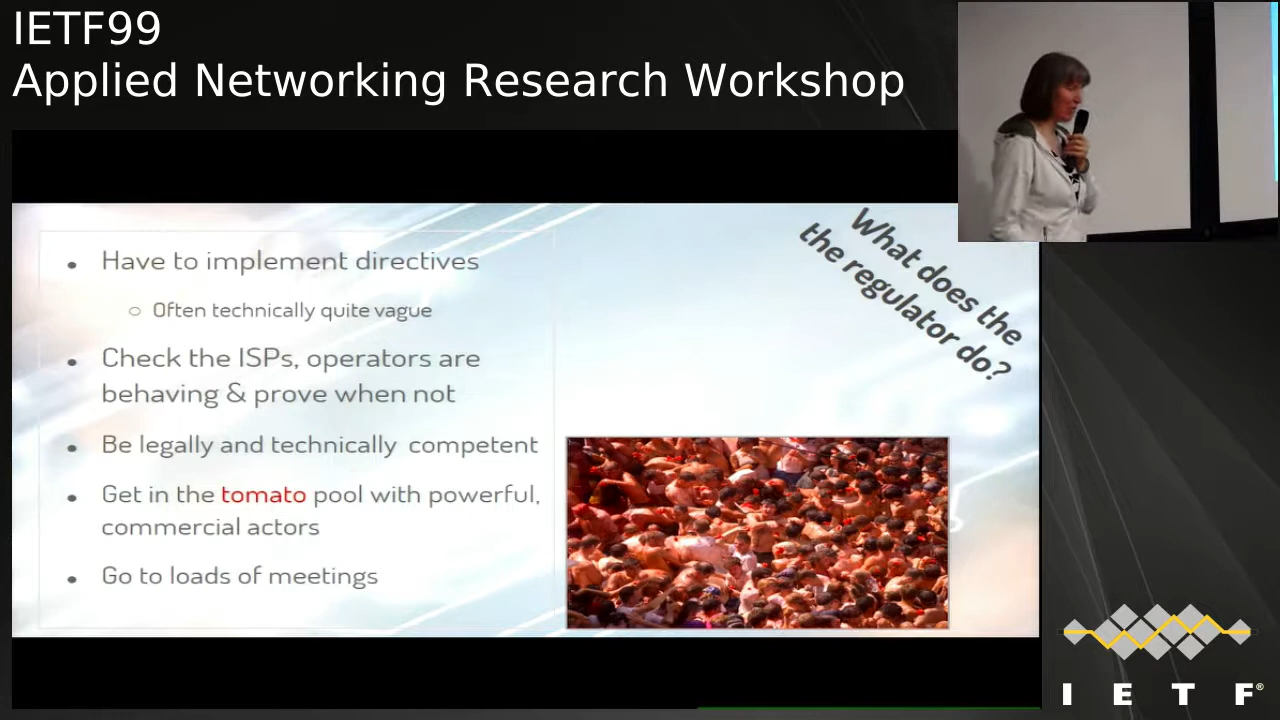 IETF99
Applied Networking Research Workshop
What does the
the regulator do?
Have to implement directives
Often technically quite vague
Check the ISPs, operators are
behaving & prove when not
Be legally and technically competent
Get in the tomato pool with powerful,
commercial actors
Go to loads of meetings
I E T F®